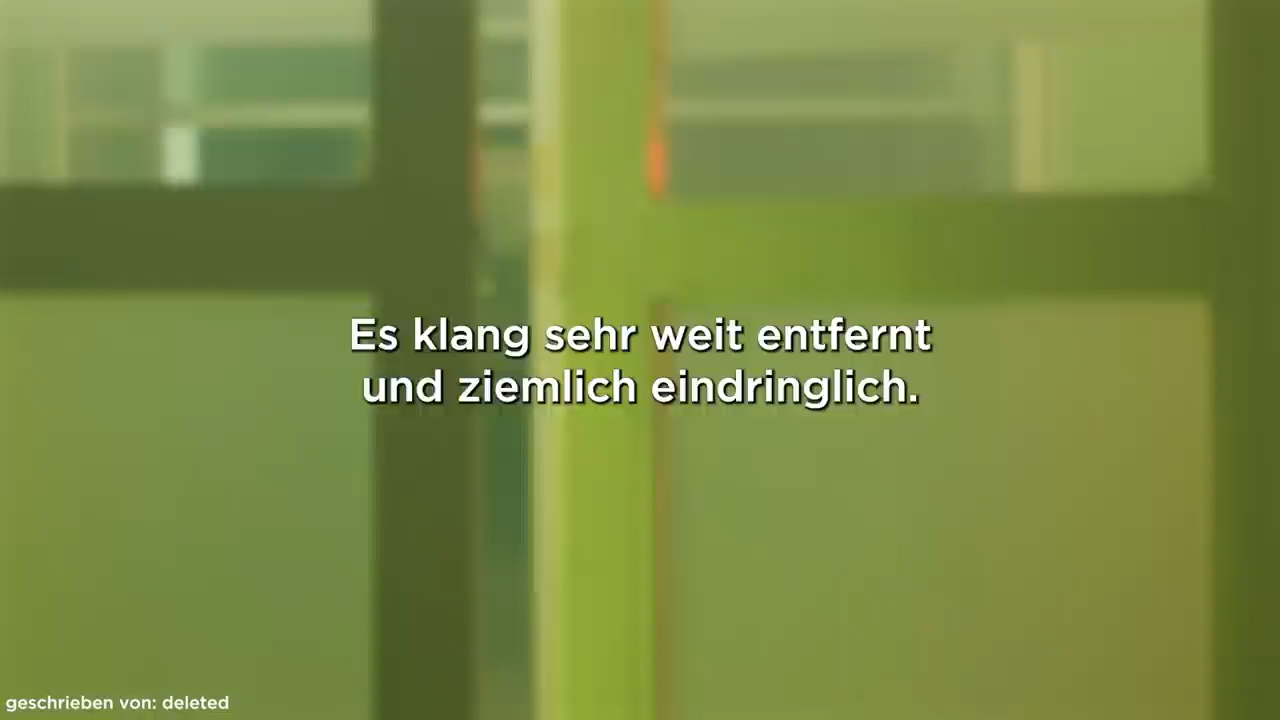 Es klang sehr weit entfernt
und ziemlich eindringlich.
geschrieben von: deleted